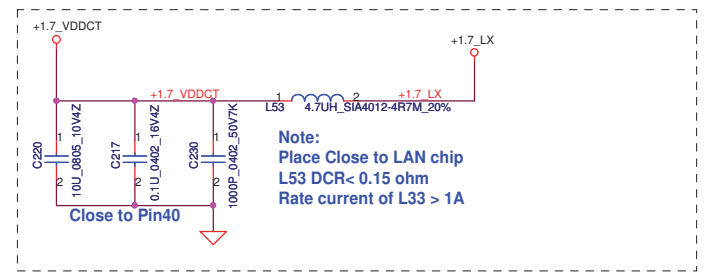 +1.7_VDDCT
+1.7_LX
+1.7_VDDCT
1
2
+1.7_LX
L53
4.7UH_SIA4012-4R7M_20%
C220
1
2
10U_0805_10V4Z
C217
1
2
0.1U_0402_16V4Z
C230
1
2
1000P_0402_50V7K
Note:
Place Close to LAN chip
L53 DCR< 0.15 ohm
Rate current of L33 > 1A
Close to Pin40